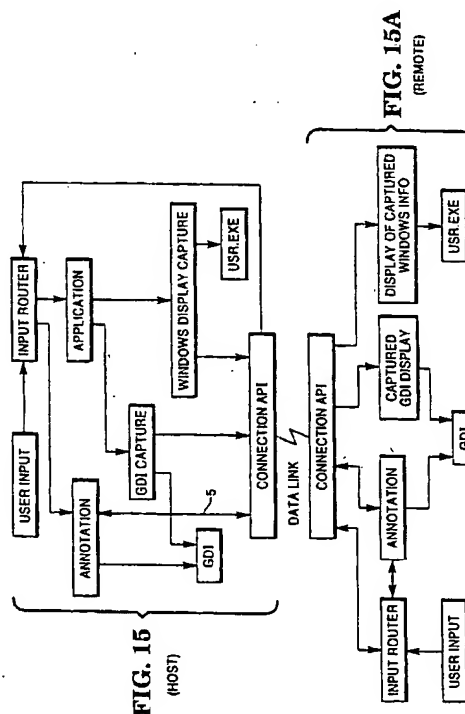 FIG. 15
(HOST)
USER INPUT
INPUT ROUTER
ANNOTATION
APPLICATION
GDI CAPTURE
GDI
5
WINDOWS DISPLAY CAPTURE
USR.EXE
CONNECTION API
DATA LINK
FIG. 15A
(REMOTE)
CONNECTION API
INPUT ROUTER
USER INPUT
ANNOTATION
CAPTURED
GDI DISPLAY
GDI
DISPLAY OF CAPTURED
WINDOWS INFO
USR.EXE